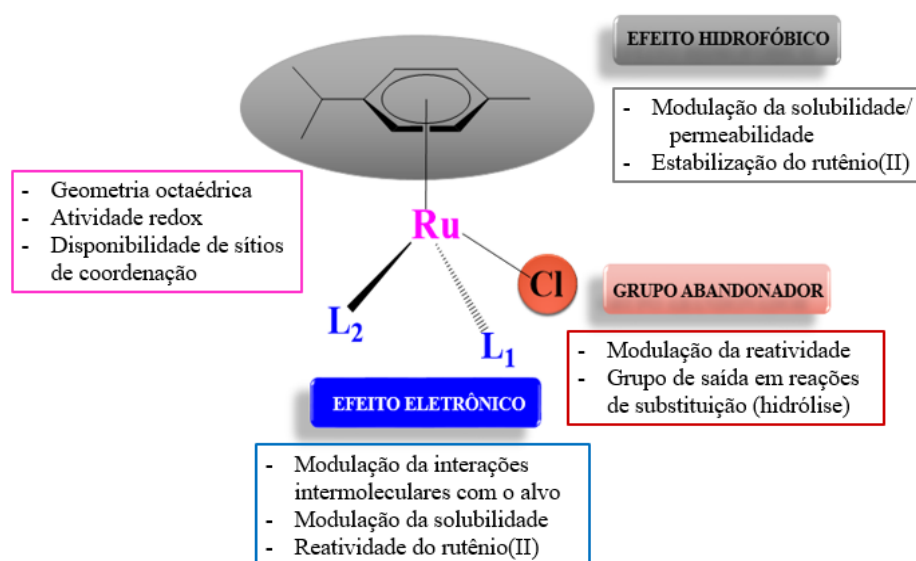 EFEITO HIDROFÓBICO
- Modulação da solubilidade/
permeabilidade
- Estabilização do rutênio(II)
- Geometria octaédrica
- Atividade redox
- Disponibilidade de sítios
de coordenação
Ru
Cl
L2
L1
GRUPO ABANDONADOR
- Modulação da reatividade
- Grupo de saída em reações
de substituição (hidrólise)
EFEITO ELETRÔNICO
- Modulação da interações
intermoleculares com o alvo
- Modulação da solubilidade
- Reatividade do rutênio(II)